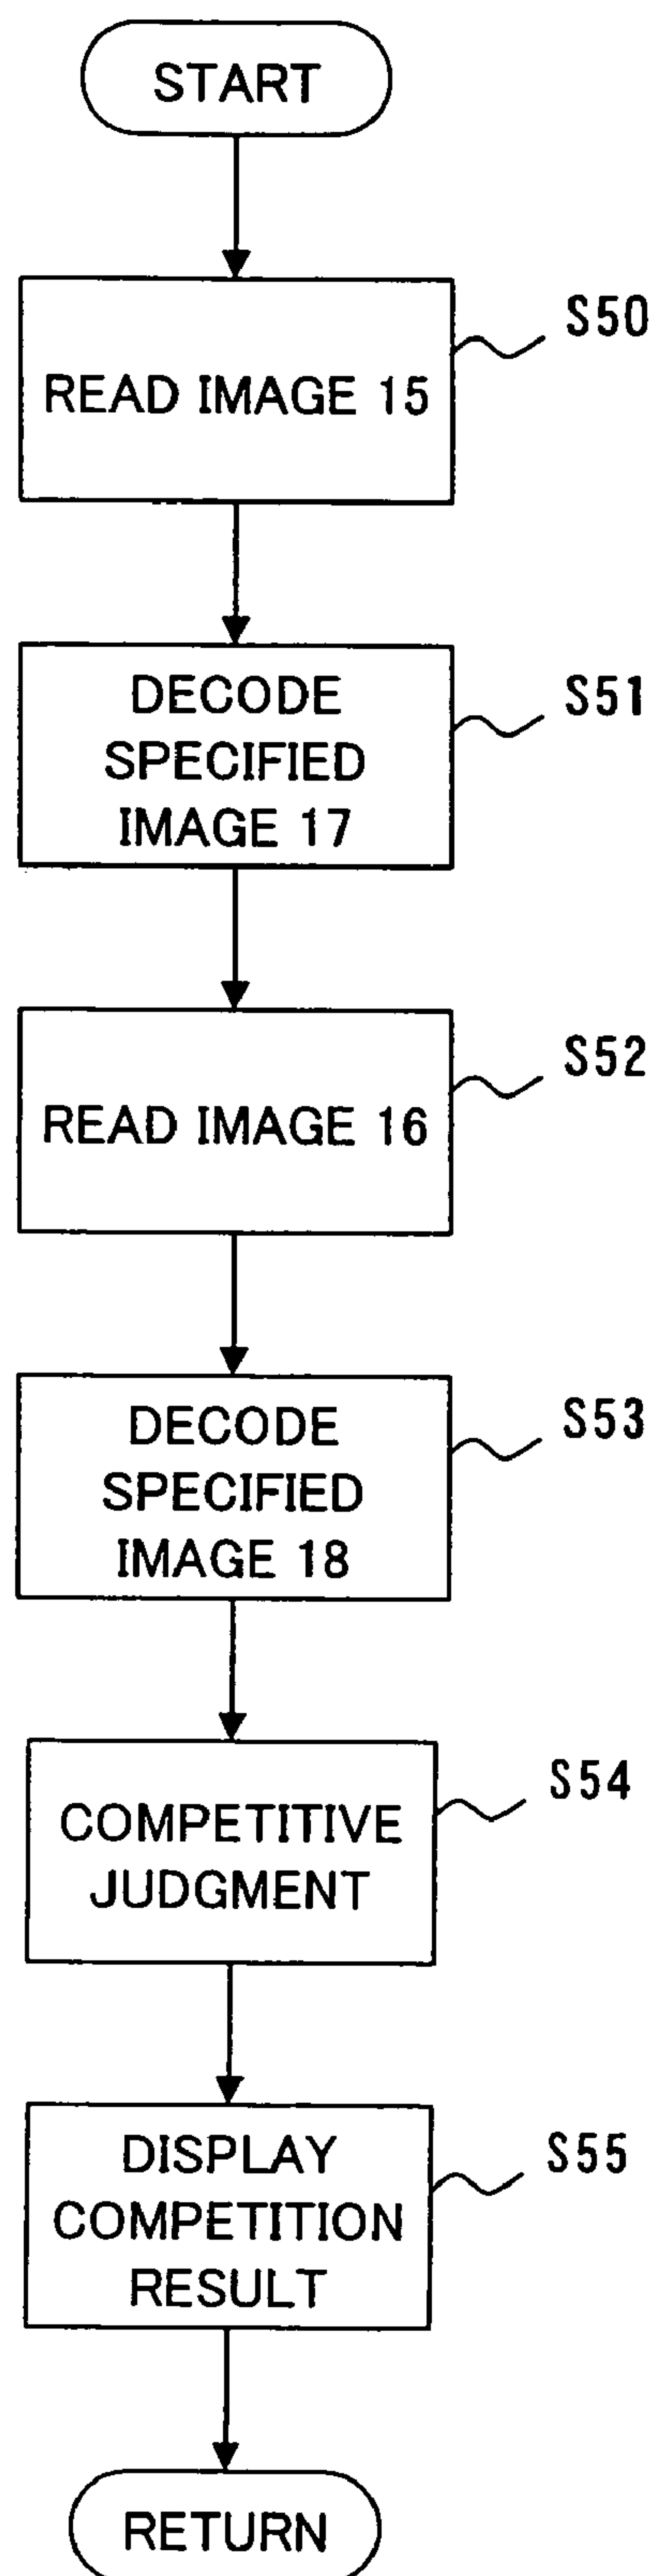 START
READ IMAGE 15
S50
DECODE
SPECIFIED
IMAGE 17
S51
READ IMAGE 16
S52
DECODE
SPECIFIED
IMAGE 18
S53
COMPETITIVE
JUDGMENT
S54
DISPLAY
COMPETITION
RESULT
S55
RETURN